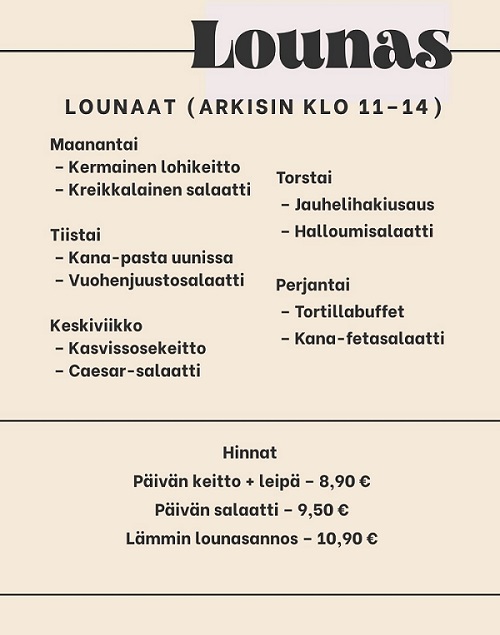 Lounas
LOUNAAT (ARKISIN KLO 11-14)
Maanantai
- Kermainen lohikeitto
- Kreikkalainen salaatti
Tiistai
- Kana-pasta uunissa
- Vuohenjuustosalaatti
Keskiviikko
- Kasvissosekeitto
- Caesar-salaatti
Torstai
- Jauhelihakiusaus
- Halloumisalaatti
Perjantai
- Tortillabuffet
- Kana-fetasalaatti
Hinnat
Päivän keitto + leipä - 8,90 €
Päivän salaatti - 9,50 €
Lämmin lounasannos - 10,90 €